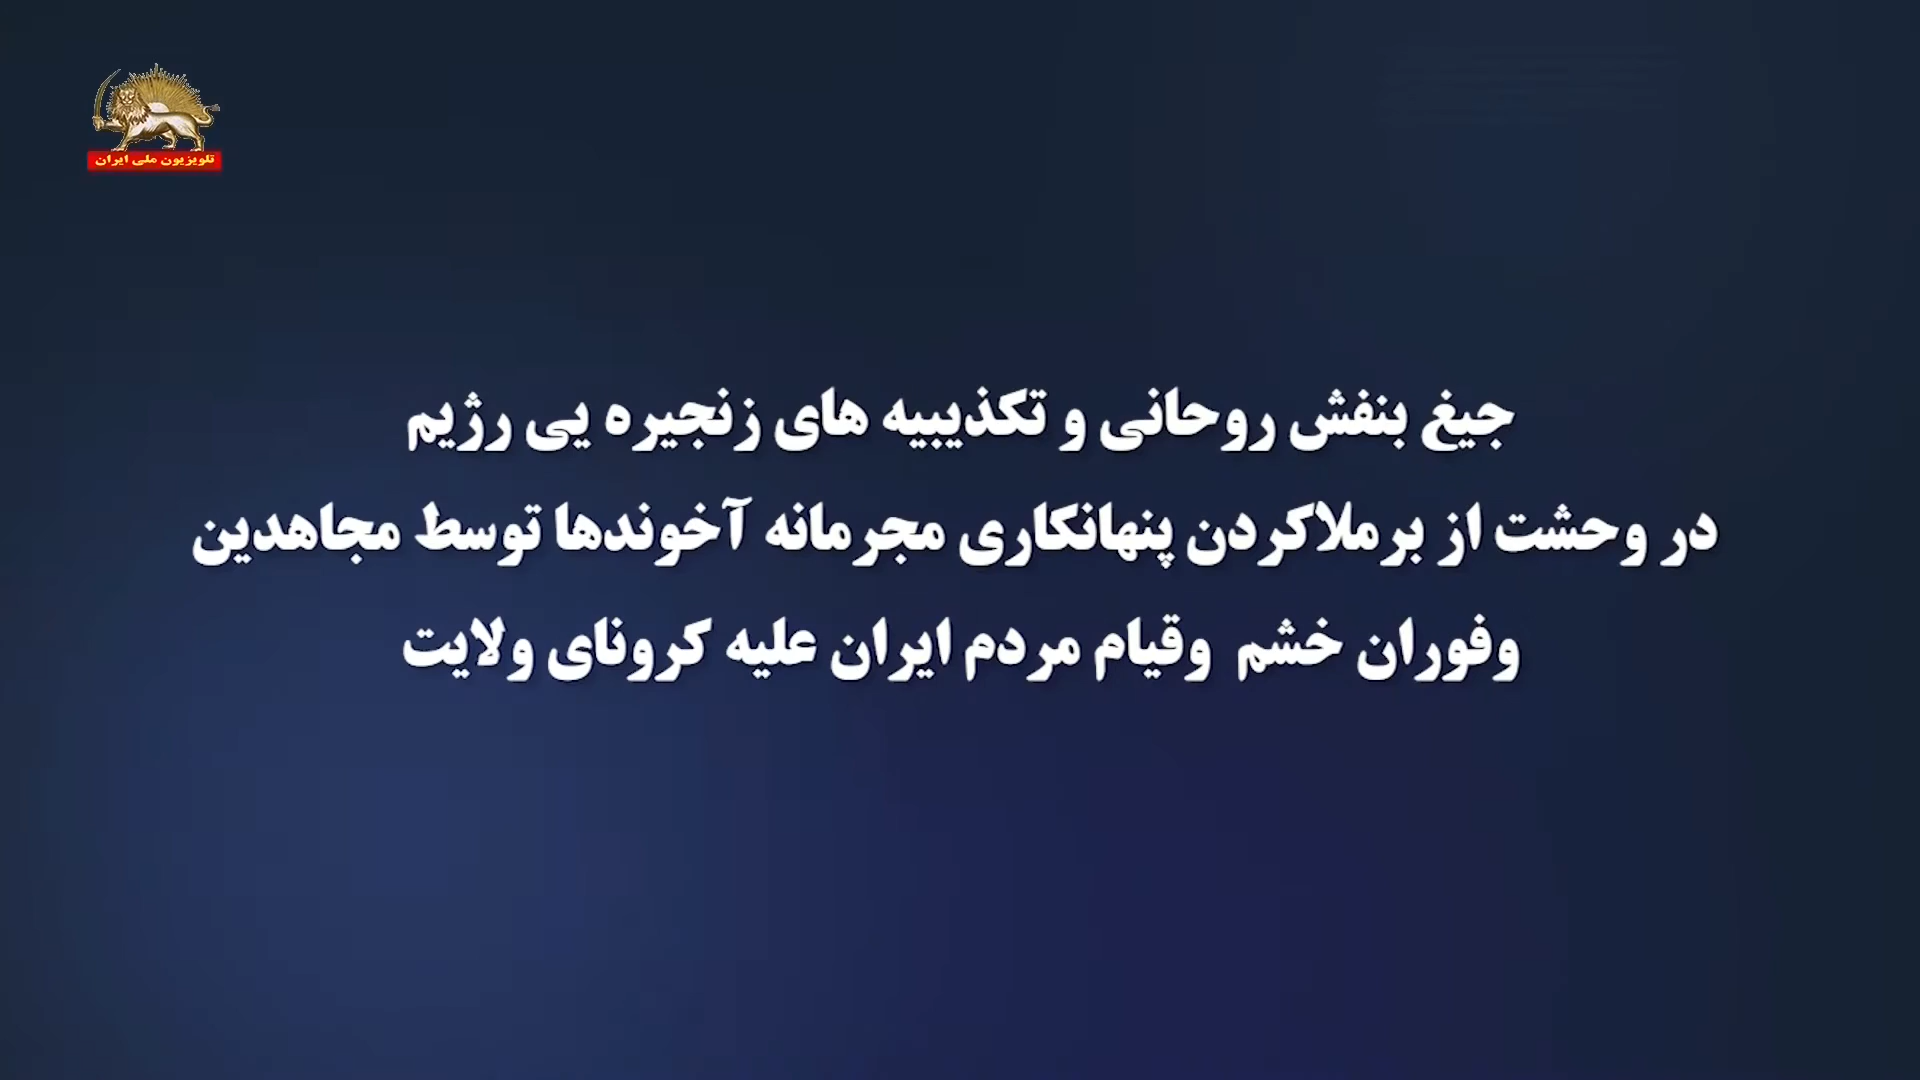 تلویزیون ملی ایران
جیغ بنفش روحانی و تکذیبیه های زنجیره یی رژیم
در وحشت از برملاکردن پنهانکاری مجرمانه آخوندها توسط مجاهدین
وفوران خشم وقیام مردم ایران علیه کرونای ولایت